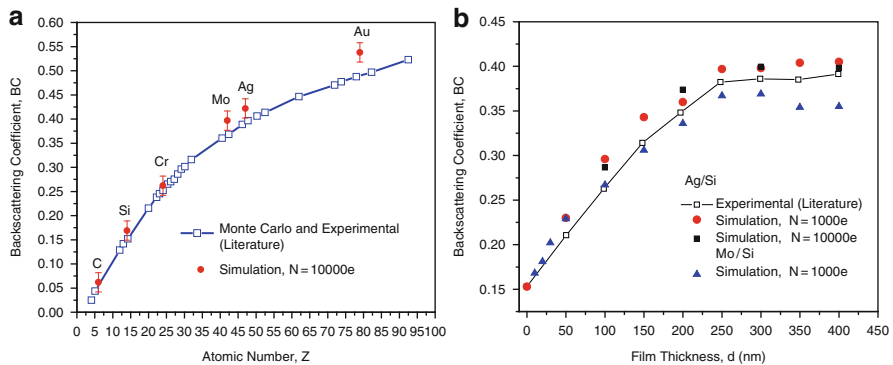 a
Backscattering Coefficient, BC
0.60
0.55
0.50
0.45
0.40
0.35
0.30
0.25
0.20
0.15
0.10
0.05
0.00
C
Si
Cr
Mo
Ag
Au
Monte Carlo and Experimental
(Literature)
Simulation, N=10000e
0 5 10 15 20 25 30 35 40 45 50 55 60 65 70 75 80 85 90 95 100
Atomic Number, Z
b
Backscattering Coefficient, BC
0.45
0.40
0.35
0.30
0.25
0.20
0.15
Ag/Si
Experimental (Literature)
Simulation, N=1000e
Simulation, N=10000e
Mo/Si
Simulation, N=1000e
0 50 100 150 200 250 300 350 400 450
Film Thickness, d (nm)